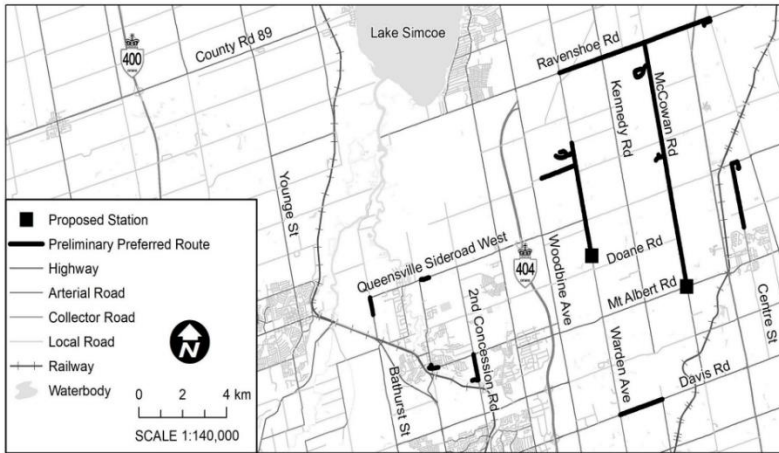 Lake Simcoe
400
County Rd 89
Ravenshoe Rd
Kennedy Rd
McCowan Rd
Younge St
Proposed Station
Preliminary Preferred Route
Highway
Arterial Road
Collector Road
Local Road
Railway
Waterbody
N
0 2 4 km
SCALE 1:140,000
Queensville Sideroad West
404
Woodbine Ave
Doane Rd
Mt Albert Rd
Centre St
2nd Concession Rd
Bathurst St
Warden Ave
Davis Rd